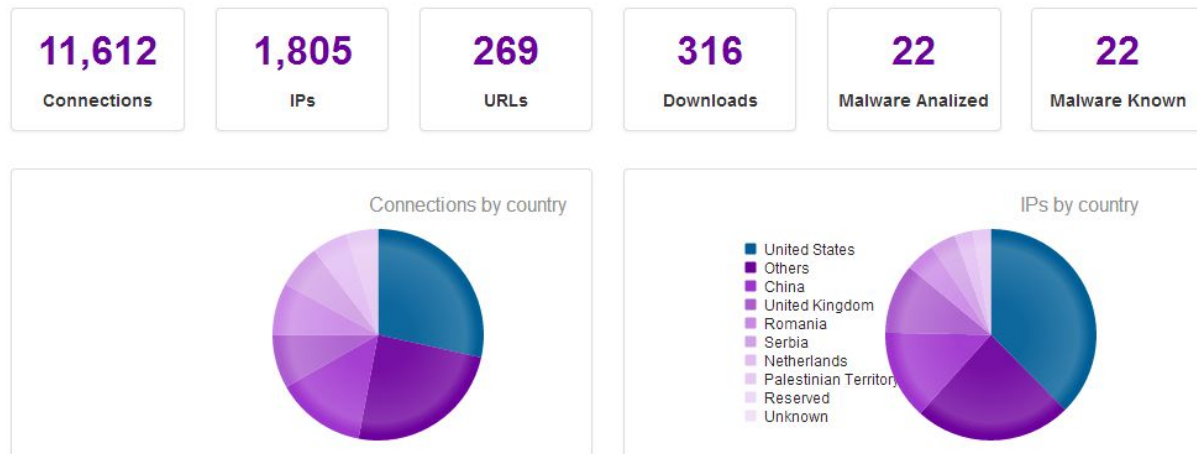 11,612
Connections
1,805
IPs
269
URLs
316
Downloads
22
Malware Analized
22
Malware Known
Connections by country
IPs by country
United States
Others
China
United Kingdom
Romania
Serbia
Netherlands
Palestinian Territory
Reserved
Unknown